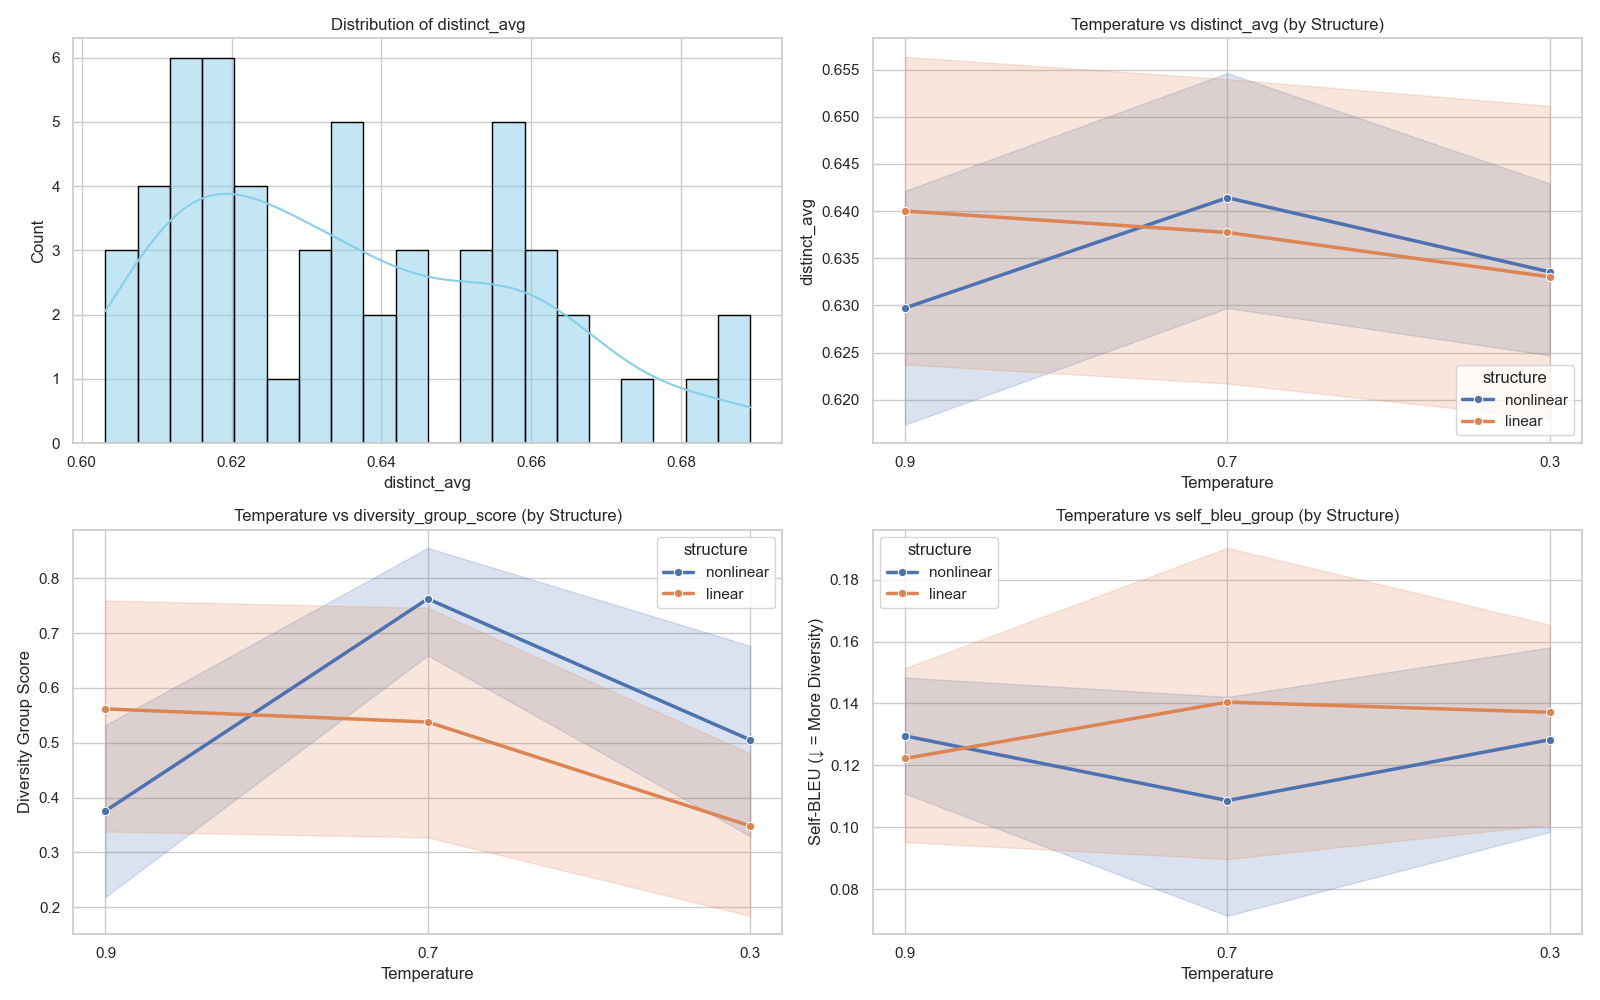 Distribution of distinct_avg
6
5
4
3
2
1
0
Count
0.60
0.62
0.64
0.66
0.68
distinct_avg
Temperature vs distinct_avg (by Structure)
0.655
0.650
0.645
0.640
0.635
0.630
0.625
0.620
distinct_avg
structure
nonlinear
linear
0.9
0.7
0.3
Temperature
Temperature vs diversity_group_score (by Structure)
0.8
0.7
0.6
0.5
0.4
0.3
0.2
Diversity Group Score
structure
nonlinear
linear
0.9
0.7
0.3
Temperature
Temperature vs self_bleu_group (by Structure)
0.18
0.16
0.14
0.12
0.10
0.08
Self-BLEU (↓ = More Diversity)
structure
nonlinear
linear
0.9
0.7
0.3
Temperature